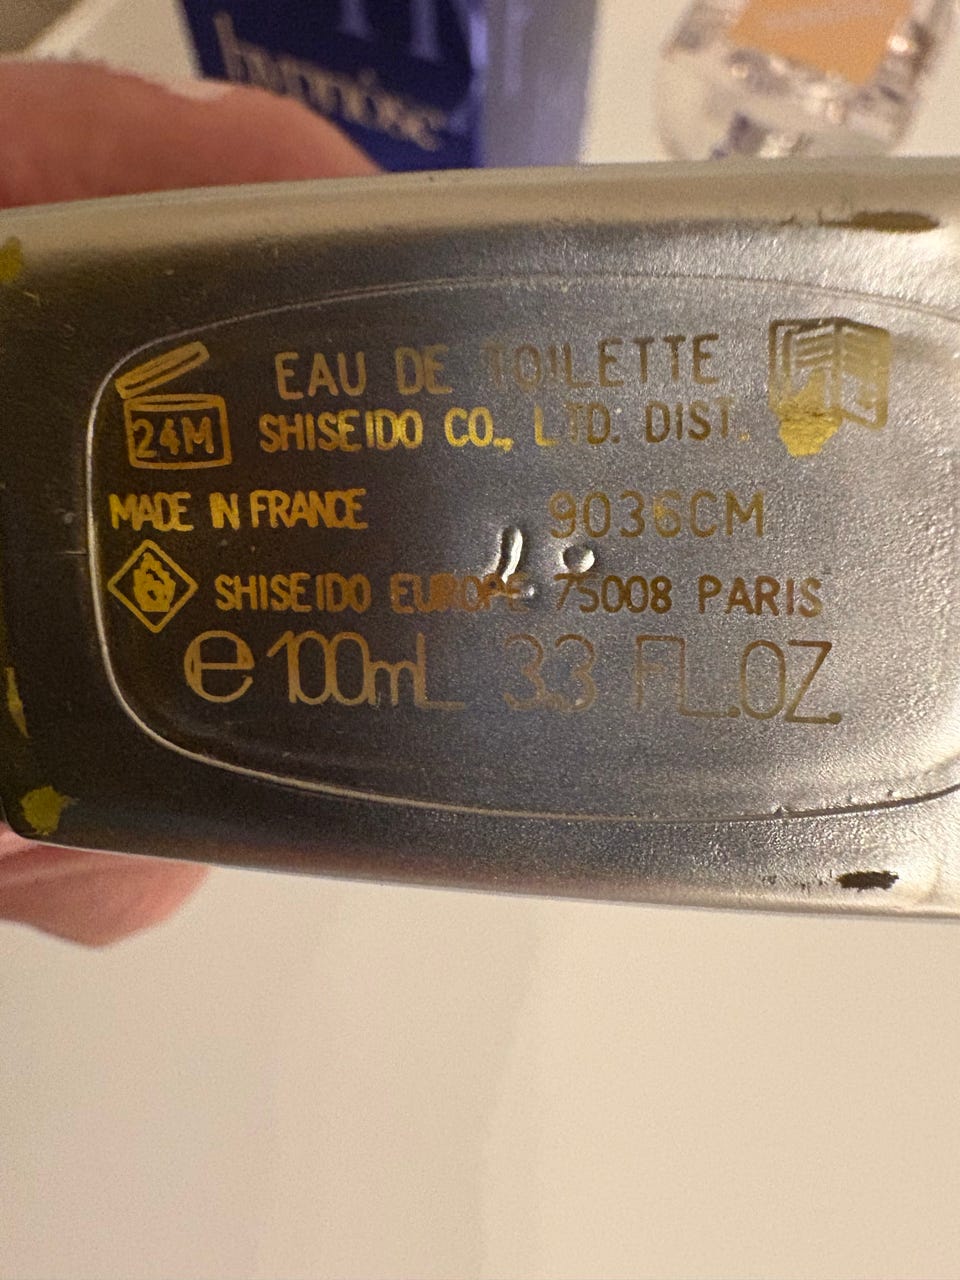 hypnôse
EAU DE TOILETTE
24M
SHISEIDO CO., LTD. DIST.
MADE IN FRANCE 9036CM
SHISEIDO EUROPE 75008 PARIS
e 100mL 3.3 FL.OZ.